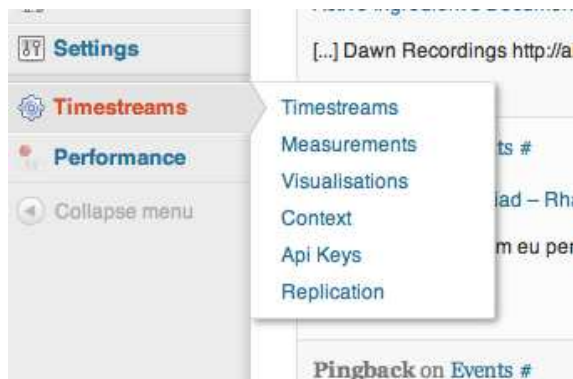 Settings
Timestreams
Performance
Collapse menu
Timestreams
Measurements
Visualisations
Context
Api Keys
Replication
[...] Dawn Recordings http://a
ts #
iad – Rha
m eu per
Pingback on Events #